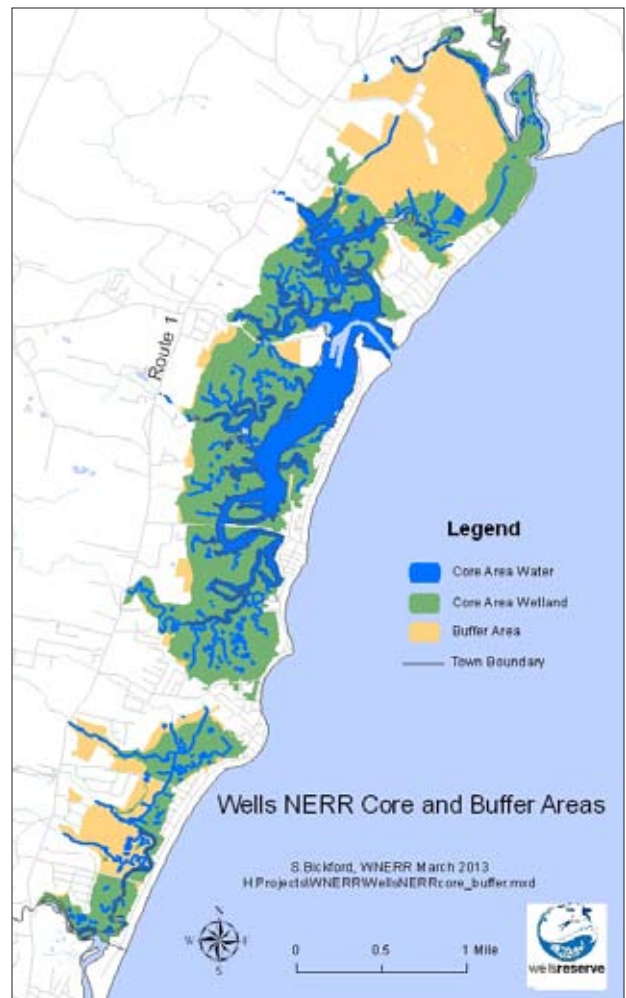 Route 1
Legend
Core Area Water
Core Area Wetland
Buffer Area
Town Boundary
Wells NERR Core and Buffer Areas
S.Bickford, WNERR March 2013
H:Projects\WNERR\WellsNERRcore_buffer.mxd
N
W E
S
0 0.5 1 Mile
wellsreserve